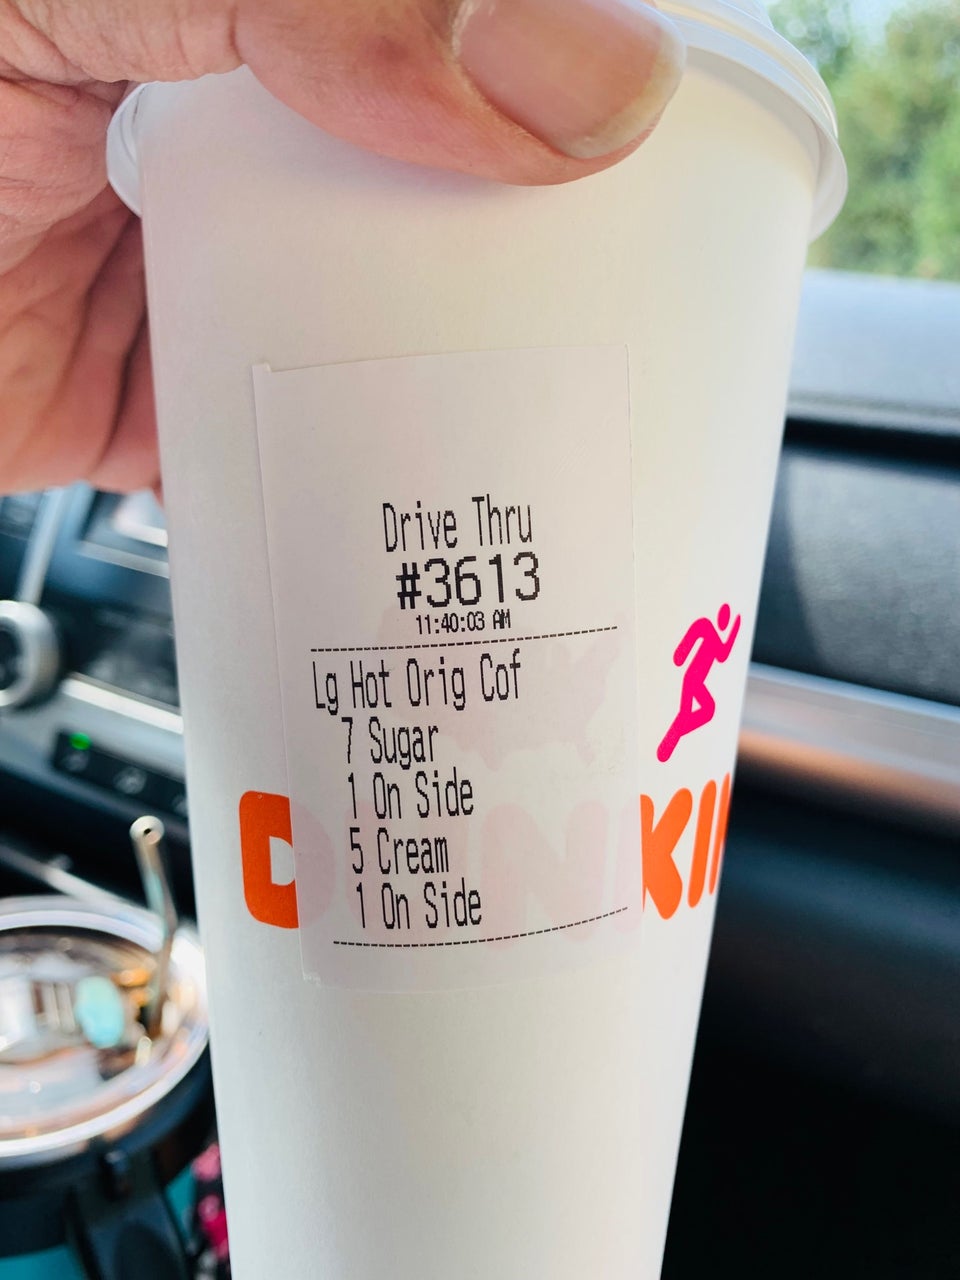 Drive Thru
#3613
11:40:03 AM
Lg Hot Orig Cof
7 Sugar
1 On Side
5 Cream
1 On Side
DUNKIN